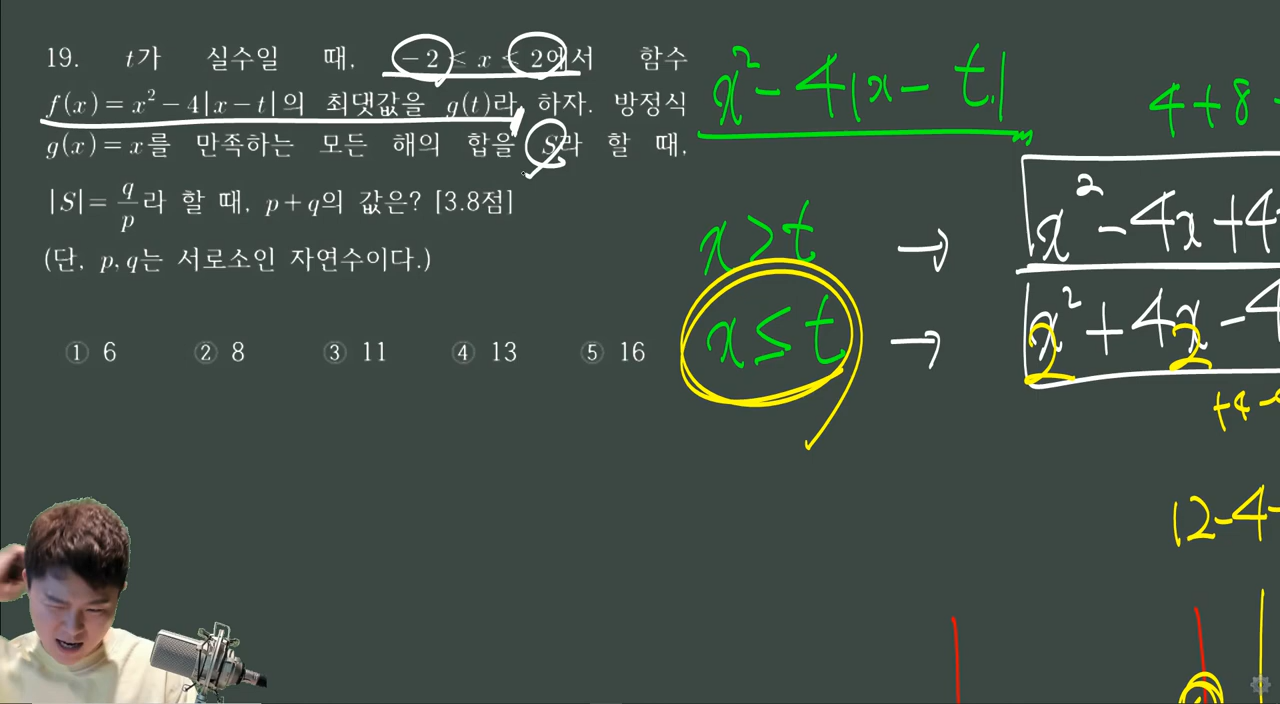 19. t가 실수일 때, -2 ≤ x ≤ 2에서 함수
f(x) = x² - 4|x - t|의 최댓값을 g(t)라 하자. 방정식
g(x) = x를 만족하는 모든 해의 합을 S라 할 때,
|S| = q/p라 할 때, p+q의 값은? [3.8점]
(단, p, q는 서로소인 자연수이다.)
① 6 ② 8 ③ 11 ④ 13 ⑤ 16
x² - 4|x - t|
4+8
x > t → x² - 4x + 4
x ≤ t → x² + 4x - 4
2 2
+4-
12-4-